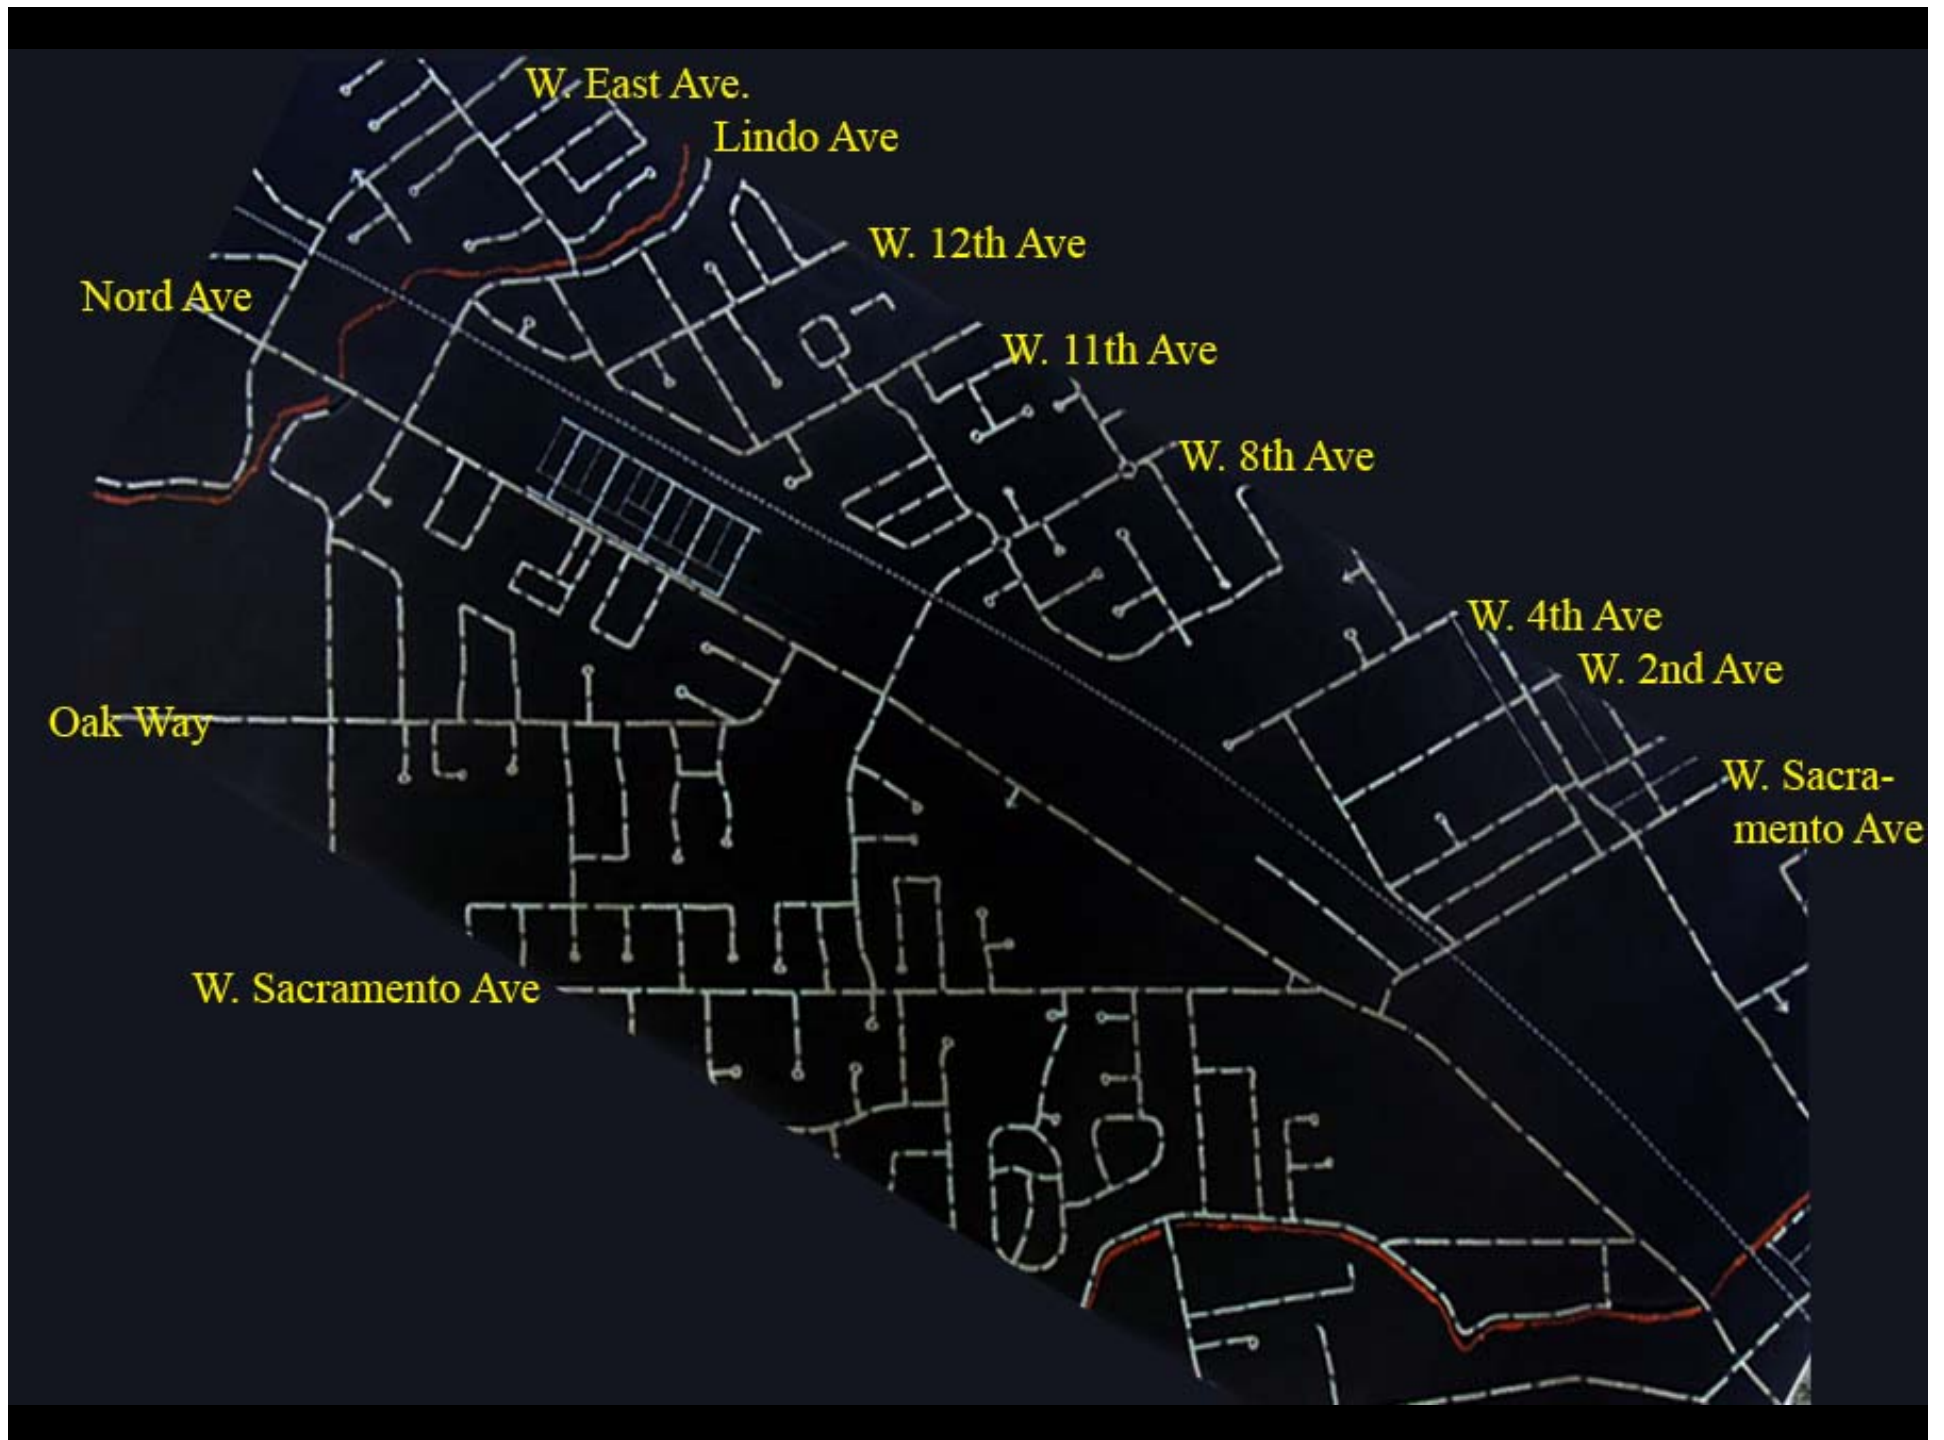 W. East Ave.
Lindo Ave
W. 12th Ave
Nord Ave
W. 11th Ave
W. 8th Ave
W. 4th Ave
W. 2nd Ave
Oak Way
W. Sacra-
mento Ave
W. Sacramento Ave